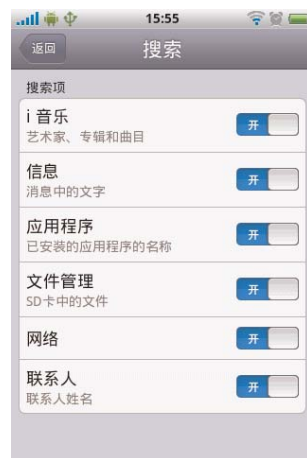 15:55
返回
搜索
搜索项
i 音乐
开
艺术家、专辑和曲目
信息
开
消息中的文字
应用程序
开
已安装的应用程序的名称
文件管理
开
SD卡中的文件
网络
开
联系人
开
联系人姓名